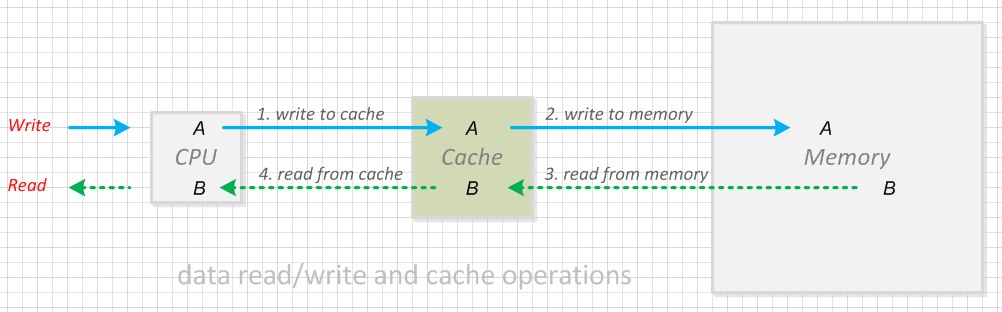 1. write to cache
2. write to memory
Write
A
A
A
CPU
Cache
Memory
4. read from cache
3. read from memory
Read
B
B
B
data read/write and cache operations